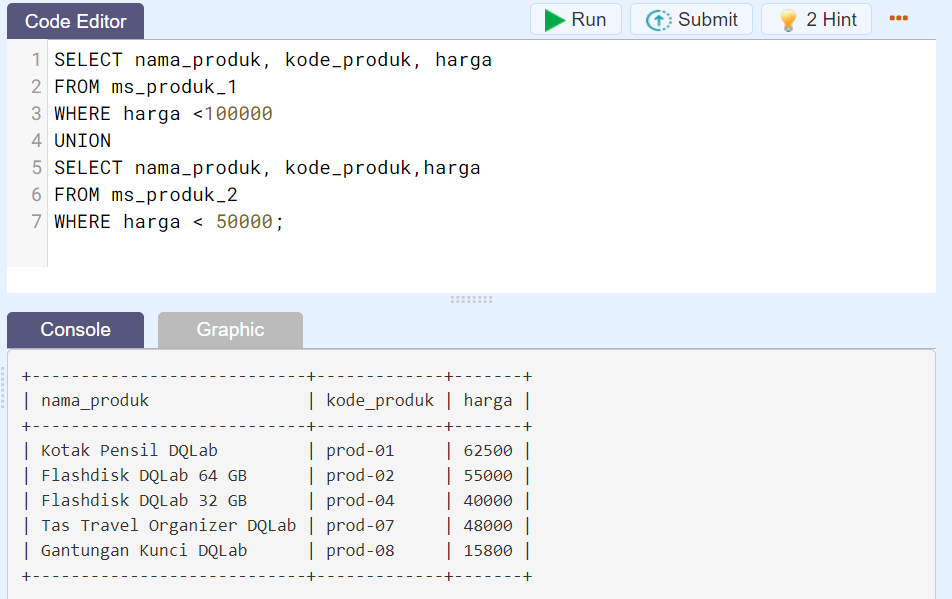 Code Editor
Run
Submit
2 Hint
1 SELECT nama_produk, kode_produk, harga
2 FROM ms_produk_1
3 WHERE harga <100000
4 UNION
5 SELECT nama_produk, kode_produk,harga
6 FROM ms_produk_2
7 WHERE harga < 50000;
Console
Graphic
+----------------------------+-------------+-------+
| nama_produk                | kode_produk | harga |
+----------------------------+-------------+-------+
| Kotak Pensil DQLab         | prod-01     | 62500 |
| Flashdisk DQLab 64 GB      | prod-02     | 55000 |
| Flashdisk DQLab 32 GB      | prod-04     | 40000 |
| Tas Travel Organizer DQLab | prod-07     | 48000 |
| Gantungan Kunci DQLab      | prod-08     | 15800 |
+----------------------------+-------------+-------+